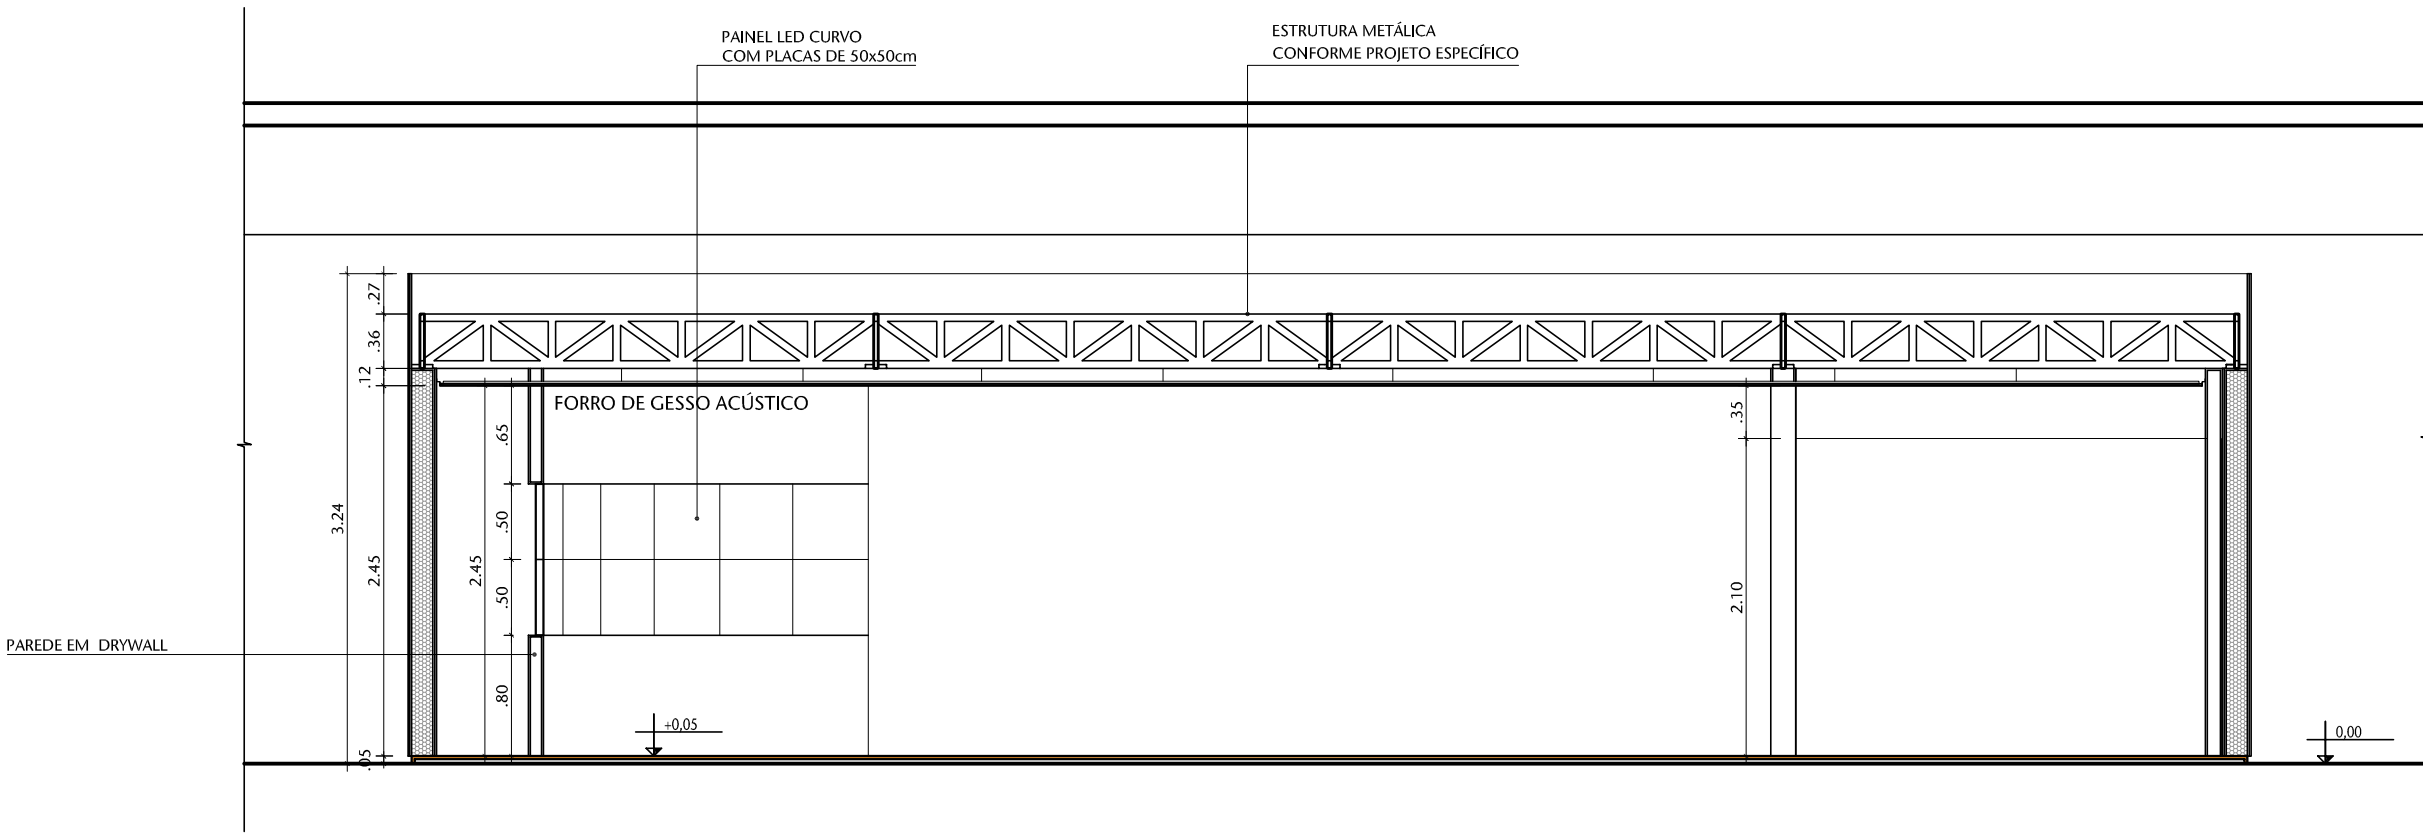 PAINEL LED CURVO
COM PLACAS DE 50x50cm
ESTRUTURA METÁLICA
CONFORME PROJETO ESPECÍFICO
.27
.36
.12
FORRO DE GESSO ACÚSTICO
.35
.65
3.24
.50
2.45
2.45
.50
2.10
PAREDE EM DRYWALL
.80
+0,05
0,00
.05